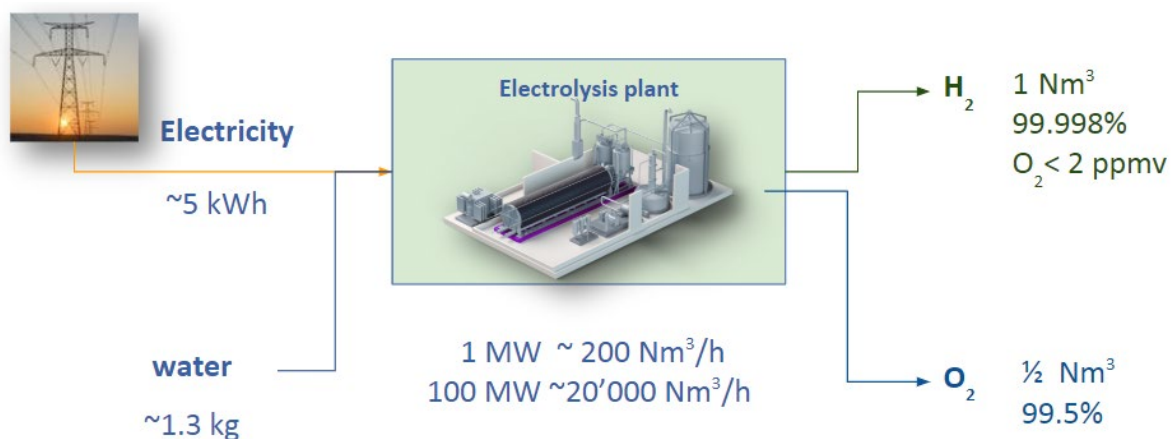 Electrolysis plant
Electricity
~5 kWh
water
~1.3 kg
1 MW ~ 200 Nm³/h
100 MW ~20'000 Nm³/h
H₂ 1 Nm³
99.998%
O₂< 2 ppmv
O₂ ½ Nm³
99.5%